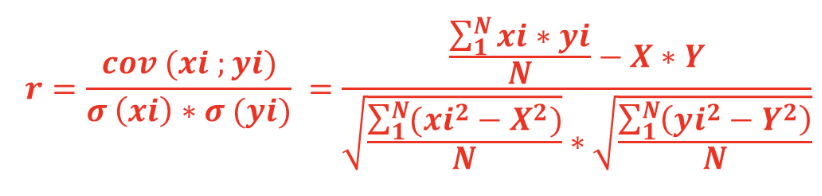 r = cov (xi ; yi) / σ (xi) * σ (yi) = (∑₁ᴺ xi * yi / N − X * Y) / (√(∑₁ᴺ(xi² − X²) / N) * √(∑₁ᴺ(yi² − Y²) / N))